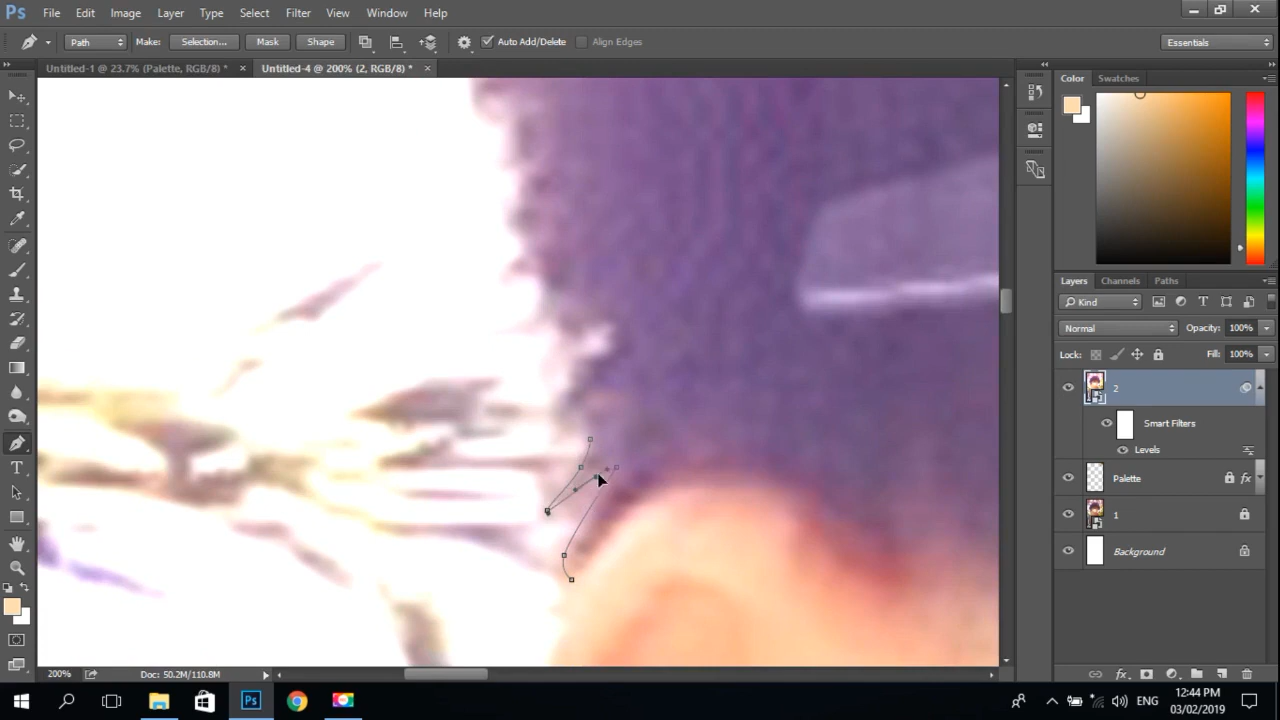 Ps File Edit Image Layer Type Select Filter View Window Help
Path Make: Selection... Mask Shape Auto Add/Delete Align Edges Essentials
Untitled-1 @ 23.7% (Palette, RGB/8) * × Untitled-4 @ 200% (2, RGB/8) * ×
Color Swatches
Layers Channels Paths
Kind
Normal Opacity: 100%
Lock: Fill: 100%
2
Smart Filters
Levels
Palette fx
1
Background
200% Doc: 50.2M/110.8M
fx
Ps ENG 12:44 PM
03/02/2019